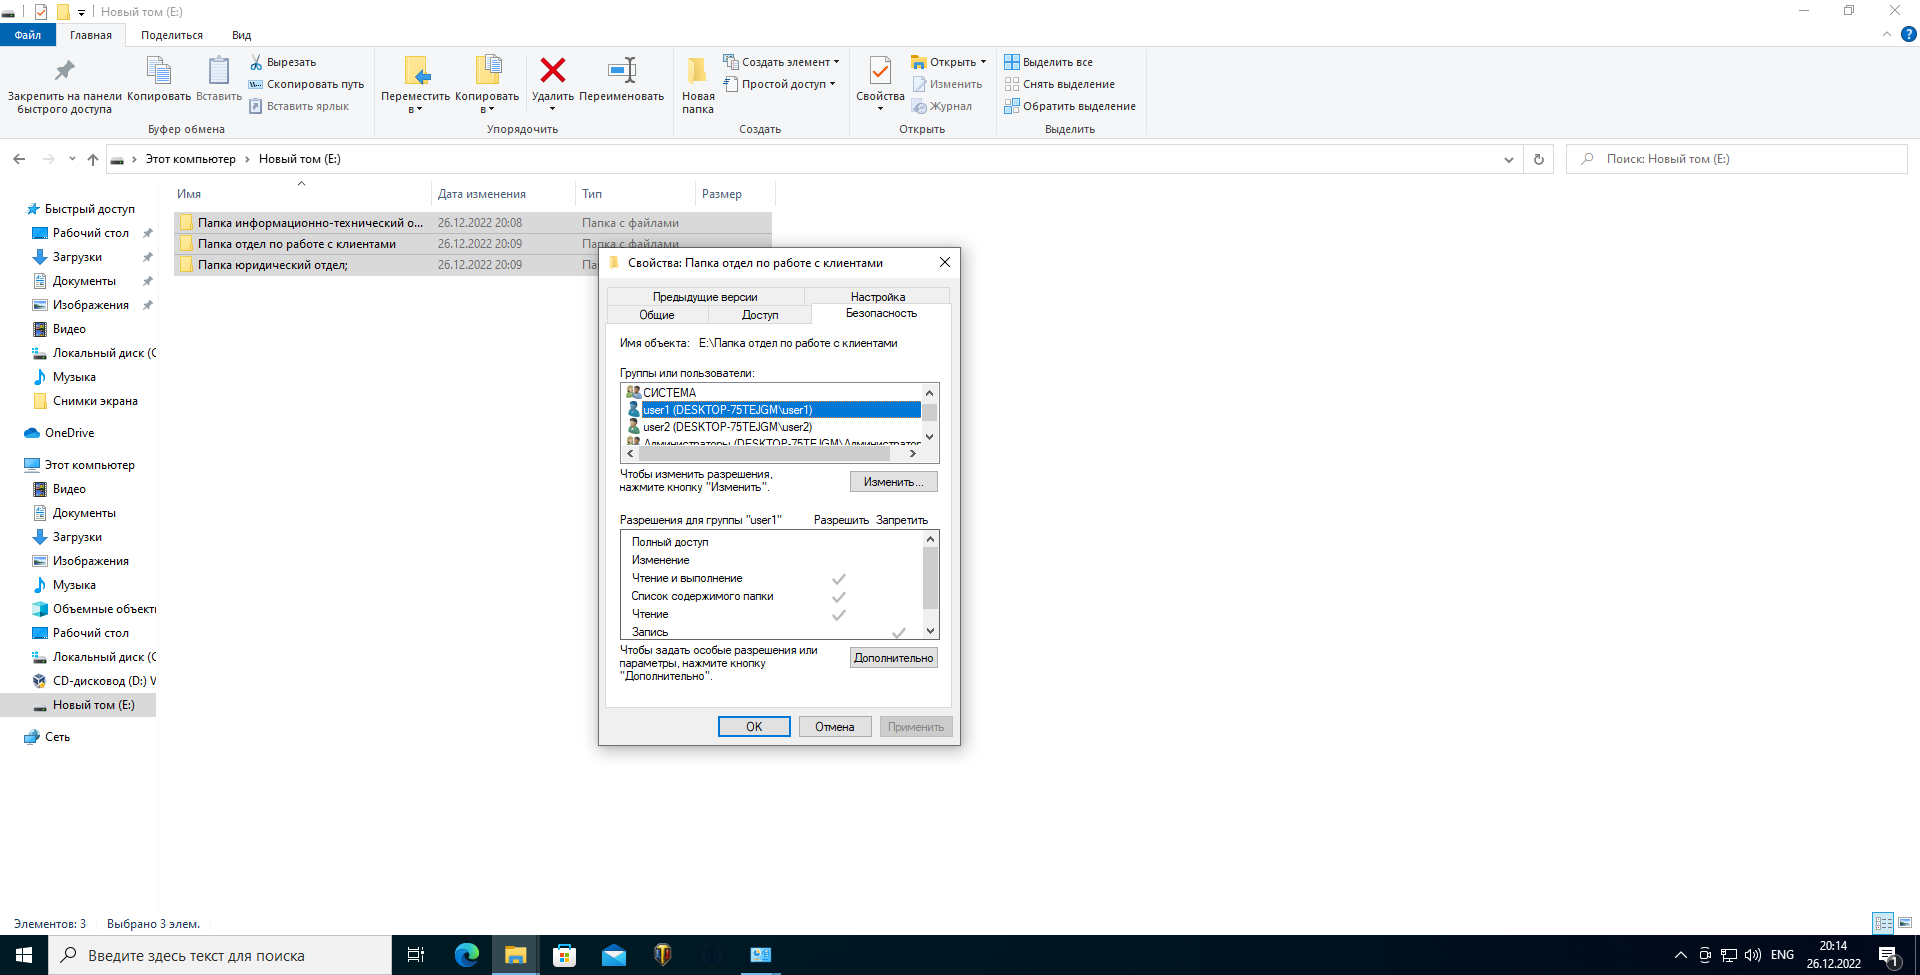 Новый том (E:)
Файл Главная Поделиться Вид
Закрепить на панели быстрого доступа
Копировать
Вставить
Вырезать
Скопировать путь
Вставить ярлык
Буфер обмена
Переместить в
Копировать в
Удалить
Переименовать
Упорядочить
Новая папка
Создать элемент
Простой доступ
Создать
Свойства
Открыть
Изменить
Журнал
Открыть
Выделить все
Снять выделение
Обратить выделение
Выделить
Этот компьютер › Новый том (E:)
Поиск: Новый том (E:)
Быстрый доступ
Рабочий стол
Загрузки
Документы
Изображения
Видео
Локальный диск (C
Музыка
Снимки экрана
OneDrive
Этот компьютер
Видео
Документы
Загрузки
Изображения
Музыка
Объемные объекты
Рабочий стол
Локальный диск (C
CD-дисковод (D:) V
Новый том (E:)
Сеть
Имя Дата изменения Тип Размер
Папка информационно-технический о... 26.12.2022 20:08 Папка с файлами
Папка отдел по работе с клиентами 26.12.2022 20:09 Папка с файлами
Папка юридический отдел; 26.12.2022 20:09 Па
Свойства: Папка отдел по работе с клиентами
Предыдущие версии Настройка
Общие Доступ Безопасность
Имя объекта: E:\Папка отдел по работе с клиентами
Группы или пользователи:
СИСТЕМА
user1 (DESKTOP-75TEJGM\user1)
user2 (DESKTOP-75TEJGM\user2)
Администраторы (DESKTOP-75TEJGM\Администратор
Чтобы изменить разрешения,
нажмите кнопку "Изменить".
Изменить...
Разрешения для группы "user1" Разрешить Запретить
Полный доступ
Изменение
Чтение и выполнение
Список содержимого папки
Чтение
Запись
Чтобы задать особые разрешения или
параметры, нажмите кнопку
"Дополнительно".
Дополнительно
OK Отмена Применить
Элементов: 3 Выбрано 3 элем.
Введите здесь текст для поиска
ENG
20:14
26.12.2022
1